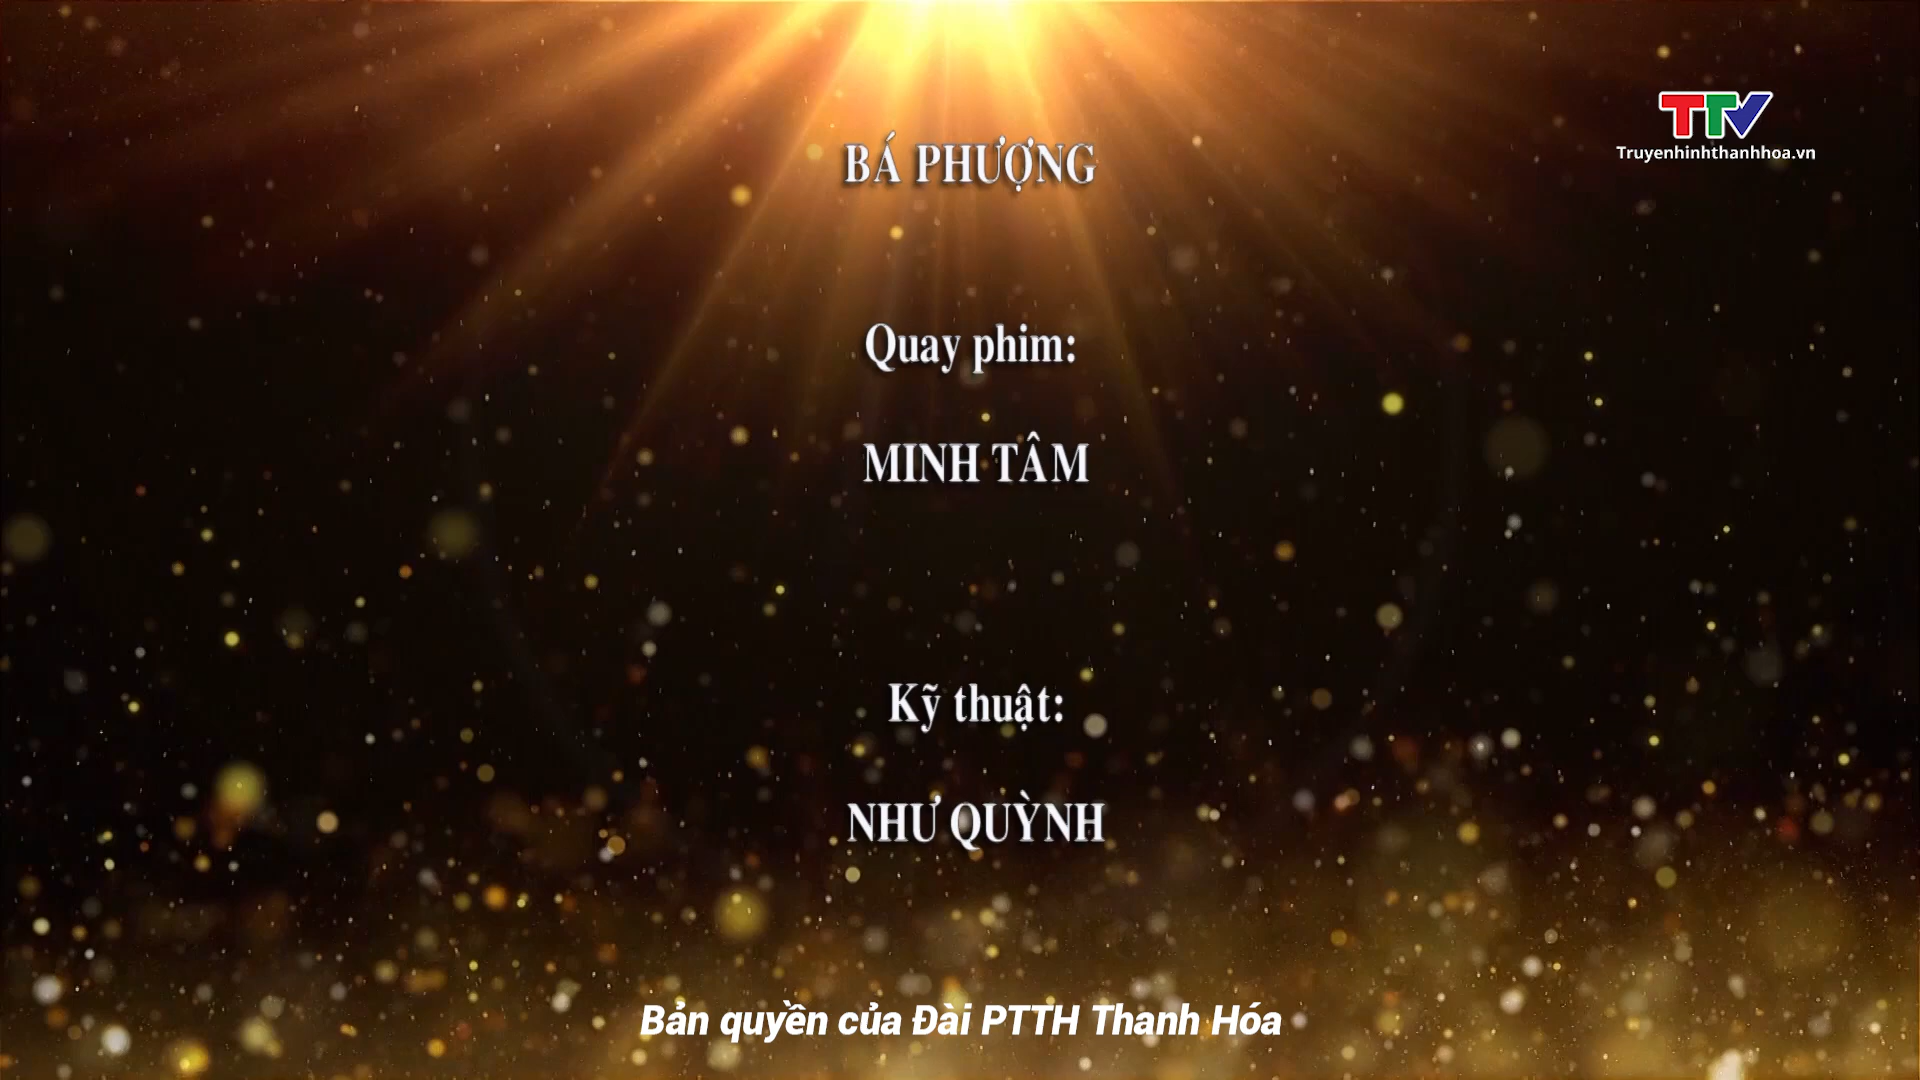 TTV
Truyenhinhthanhhoa.vn
BÁ PHƯỢNG
Quay phim:
MINH TÂM
Kỹ thuật:
NHƯ QUỲNH
Bản quyền của Đài PTTH Thanh Hóa